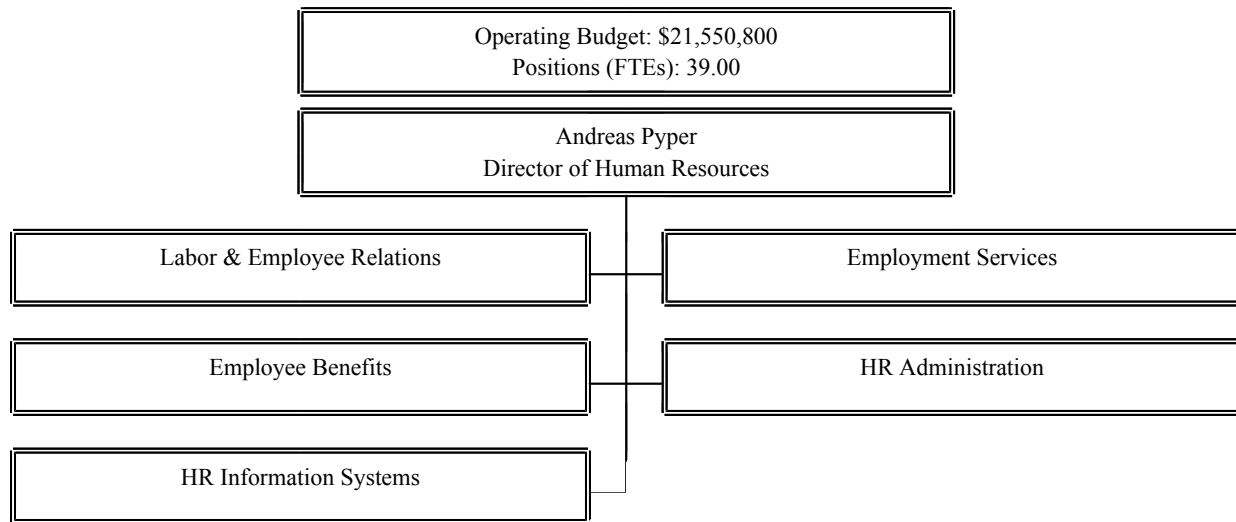 Operating Budget: $21,550,800
Positions (FTEs): 39.00
Andreas Pyper
Director of Human Resources
Labor & Employee Relations
Employment Services
Employee Benefits
HR Administration
HR Information Systems